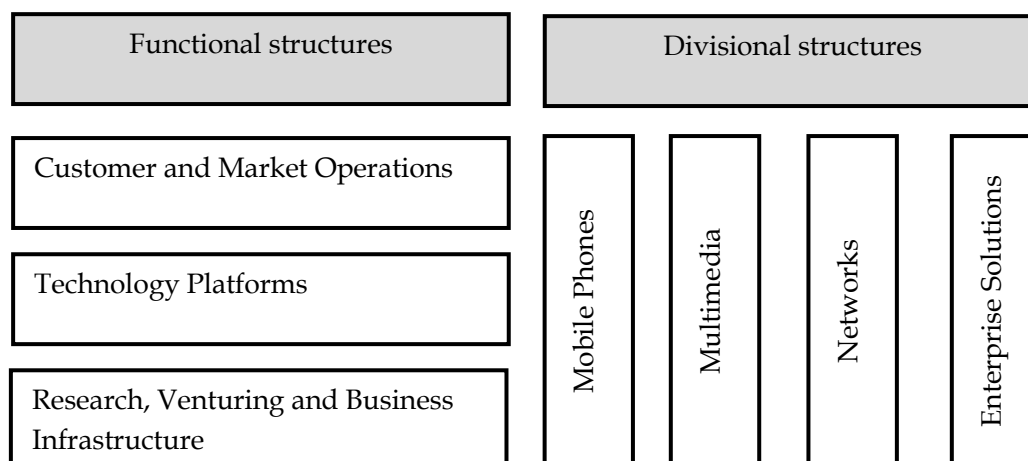 Functional structures
Divisional structures
Customer and Market Operations
Technology Platforms
Research, Venturing and Business
Infrastructure
Mobile Phones
Multimedia
Networks
Enterprise Solutions